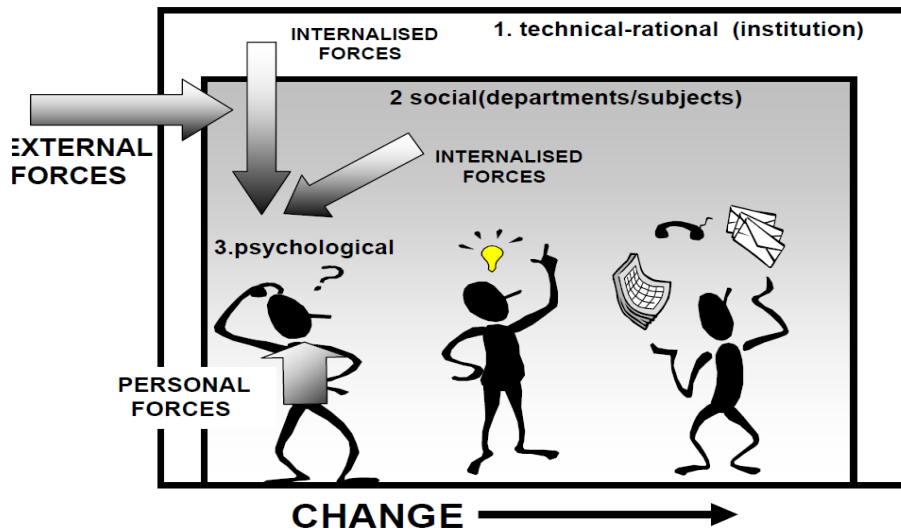 1. technical-rational (institution)
INTERNALISED
FORCES
2 social(departments/subjects)
EXTERNAL
FORCES
INTERNALISED
FORCES
3.psychological
?
PERSONAL
FORCES
CHANGE